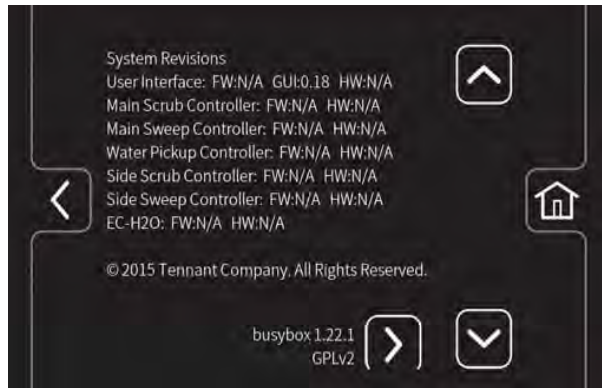 System Revisions
User Interface: FW:N/A GUI:0.18 HW:N/A
Main Scrub Controller: FW:N/A HW:N/A
Main Sweep Controller: FW:N/A HW:N/A
Water Pickup Controller: FW:N/A HW:N/A
Side Scrub Controller: FW:N/A HW:N/A
Side Sweep Controller: FW:N/A HW:N/A
EC-H2O: FW:N/A HW:N/A
© 2015 Tennant Company. All Rights Reserved.
busybox 1.22.1
GPLv2